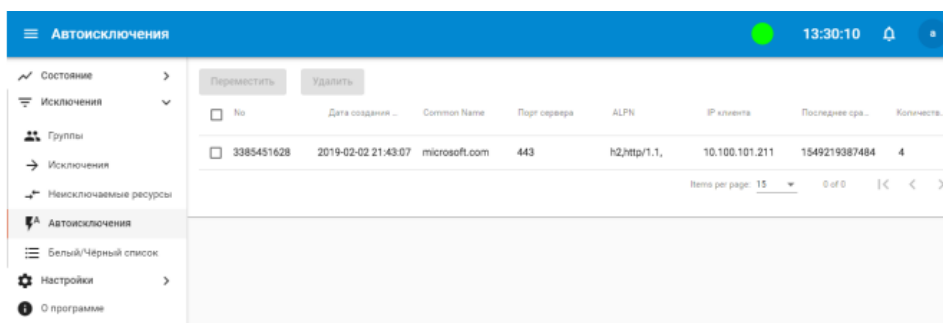 Автоисключения
13:30:10
a
Состояние
Исключения
Группы
Исключения
Неисключаемые ресурсы
A Автоисключения
Белый/Чёрный список
Настройки
О программе
Переместить Удалить
No Дата создания ... Common Name Порт сервера ALPN IP клиента Последнее сра... Количеств.
3385451628 2019-02-02 21:43:07 microsoft.com 443 h2,http/1.1, 10.100.101.211 1549219387484 4
Items per page: 15 0 of 0